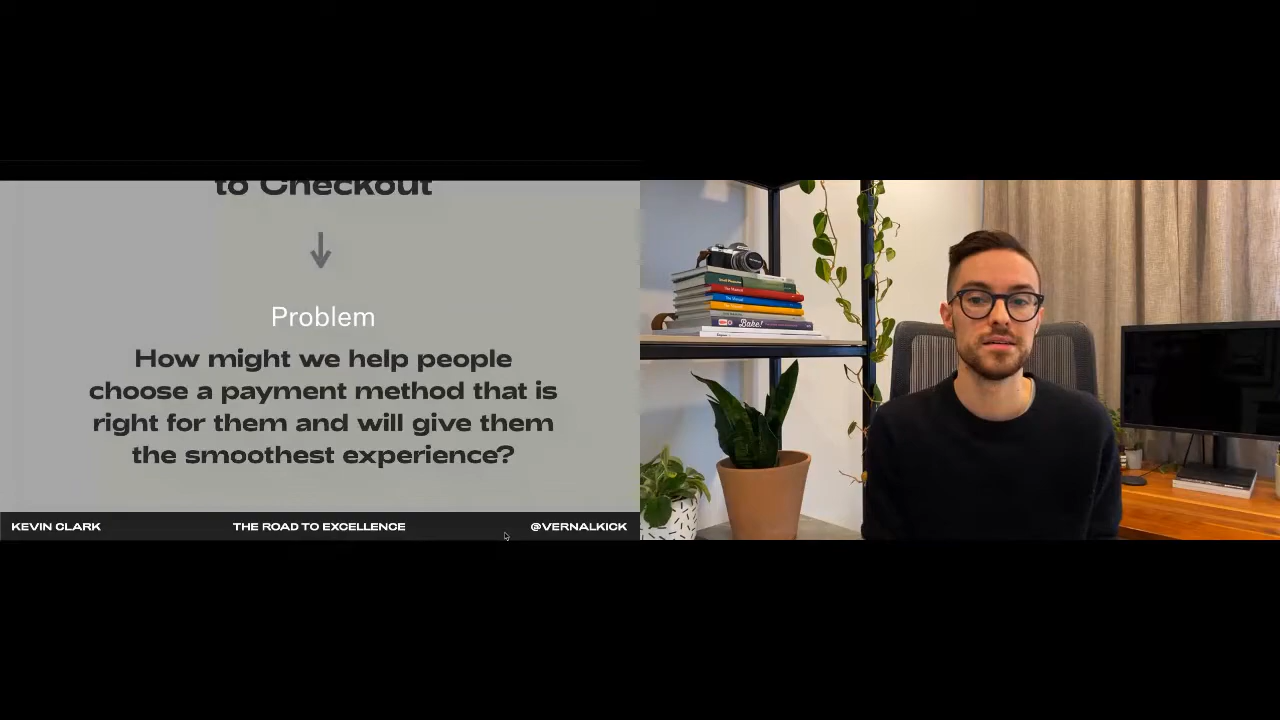 to Checkout
Problem
How might we help people
choose a payment method that is
right for them and will give them
the smoothest experience?
KEVIN CLARK
THE ROAD TO EXCELLENCE
@VERNALKICK
Bake!